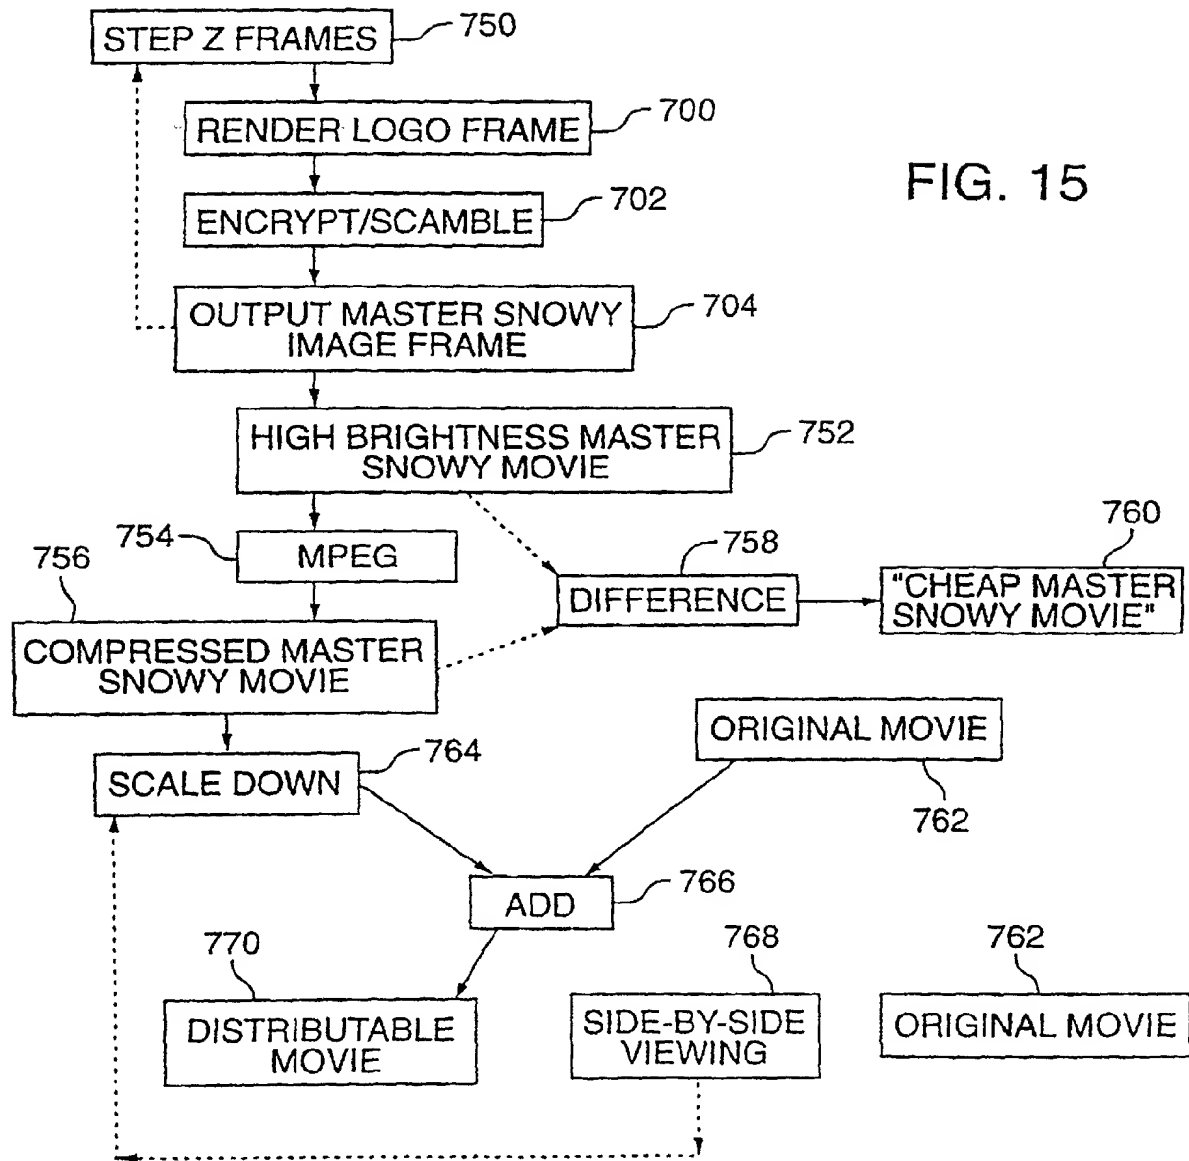 STEP Z FRAMES
750
RENDER LOGO FRAME
700
FIG. 15
ENCRYPT/SCAMBLE
702
OUTPUT MASTER SNOWY
IMAGE FRAME
704
HIGH BRIGHTNESS MASTER
SNOWY MOVIE
752
754
MPEG
756
758
760
DIFFERENCE
"CHEAP MASTER
SNOWY MOVIE"
COMPRESSED MASTER
SNOWY MOVIE
ORIGINAL MOVIE
762
SCALE DOWN
764
ADD
766
770
768
762
DISTRIBUTABLE
MOVIE
SIDE-BY-SIDE
VIEWING
ORIGINAL MOVIE